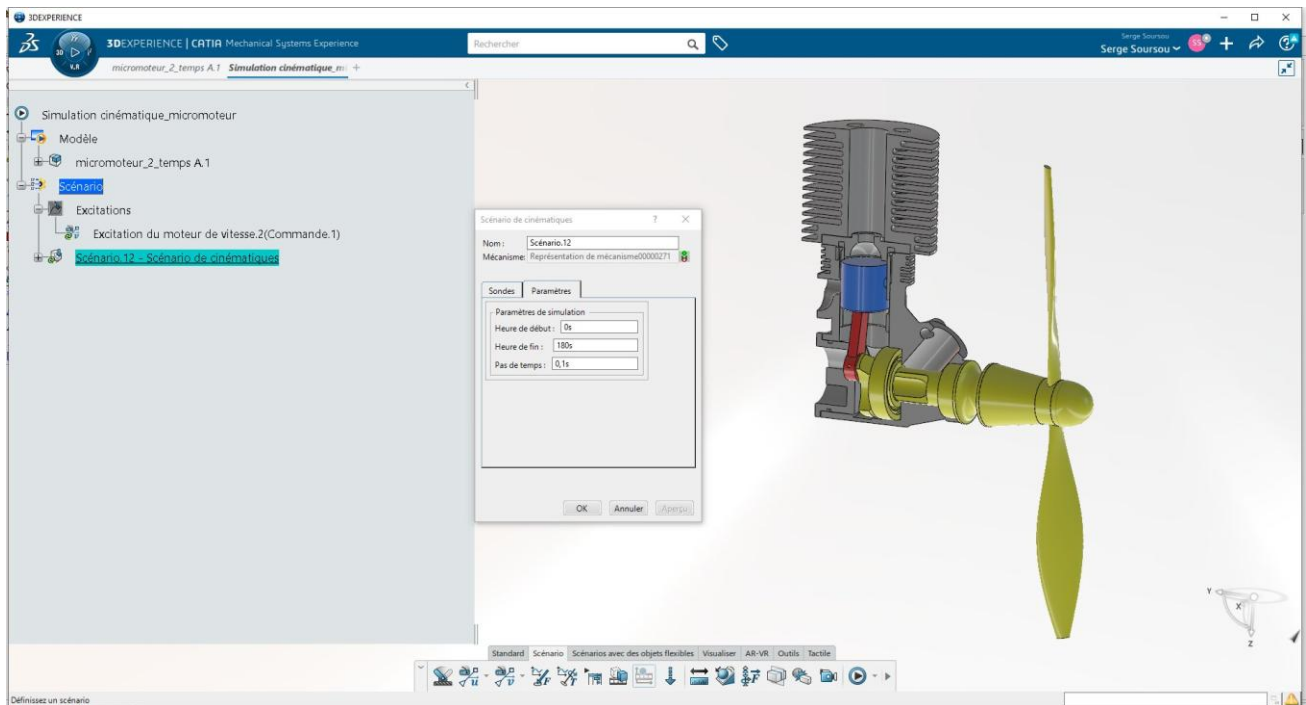 3DEXPERIENCE
3DEXPERIENCE | CATIA Mechanical Systems Experience
Rechercher
Serge Soursou
Serge Soursou
3D
V.R
micromoteur_2_temps A.1 Simulation cinématique_m
Simulation cinématique_micromoteur
Modèle
micromoteur_2_temps A.1
Scénario
Excitations
Excitation du moteur de vitesse.2(Commande.1)
Scénario.12 - Scénario de cinématiques
Scénario de cinématiques ? ×
Nom : Scénario.12
Mécanisme: Représentation de mécanisme00000271
Sondes Paramètres
Paramètres de simulation
Heure de début : 0s
Heure de fin : 180s
Pas de temps : 0,1s
OK Annuler Aperçu
Y X Z
Standard Scénario Scénarios avec des objets flexibles Visualiser AR-VR Outils Tactile
Définissez un scénario